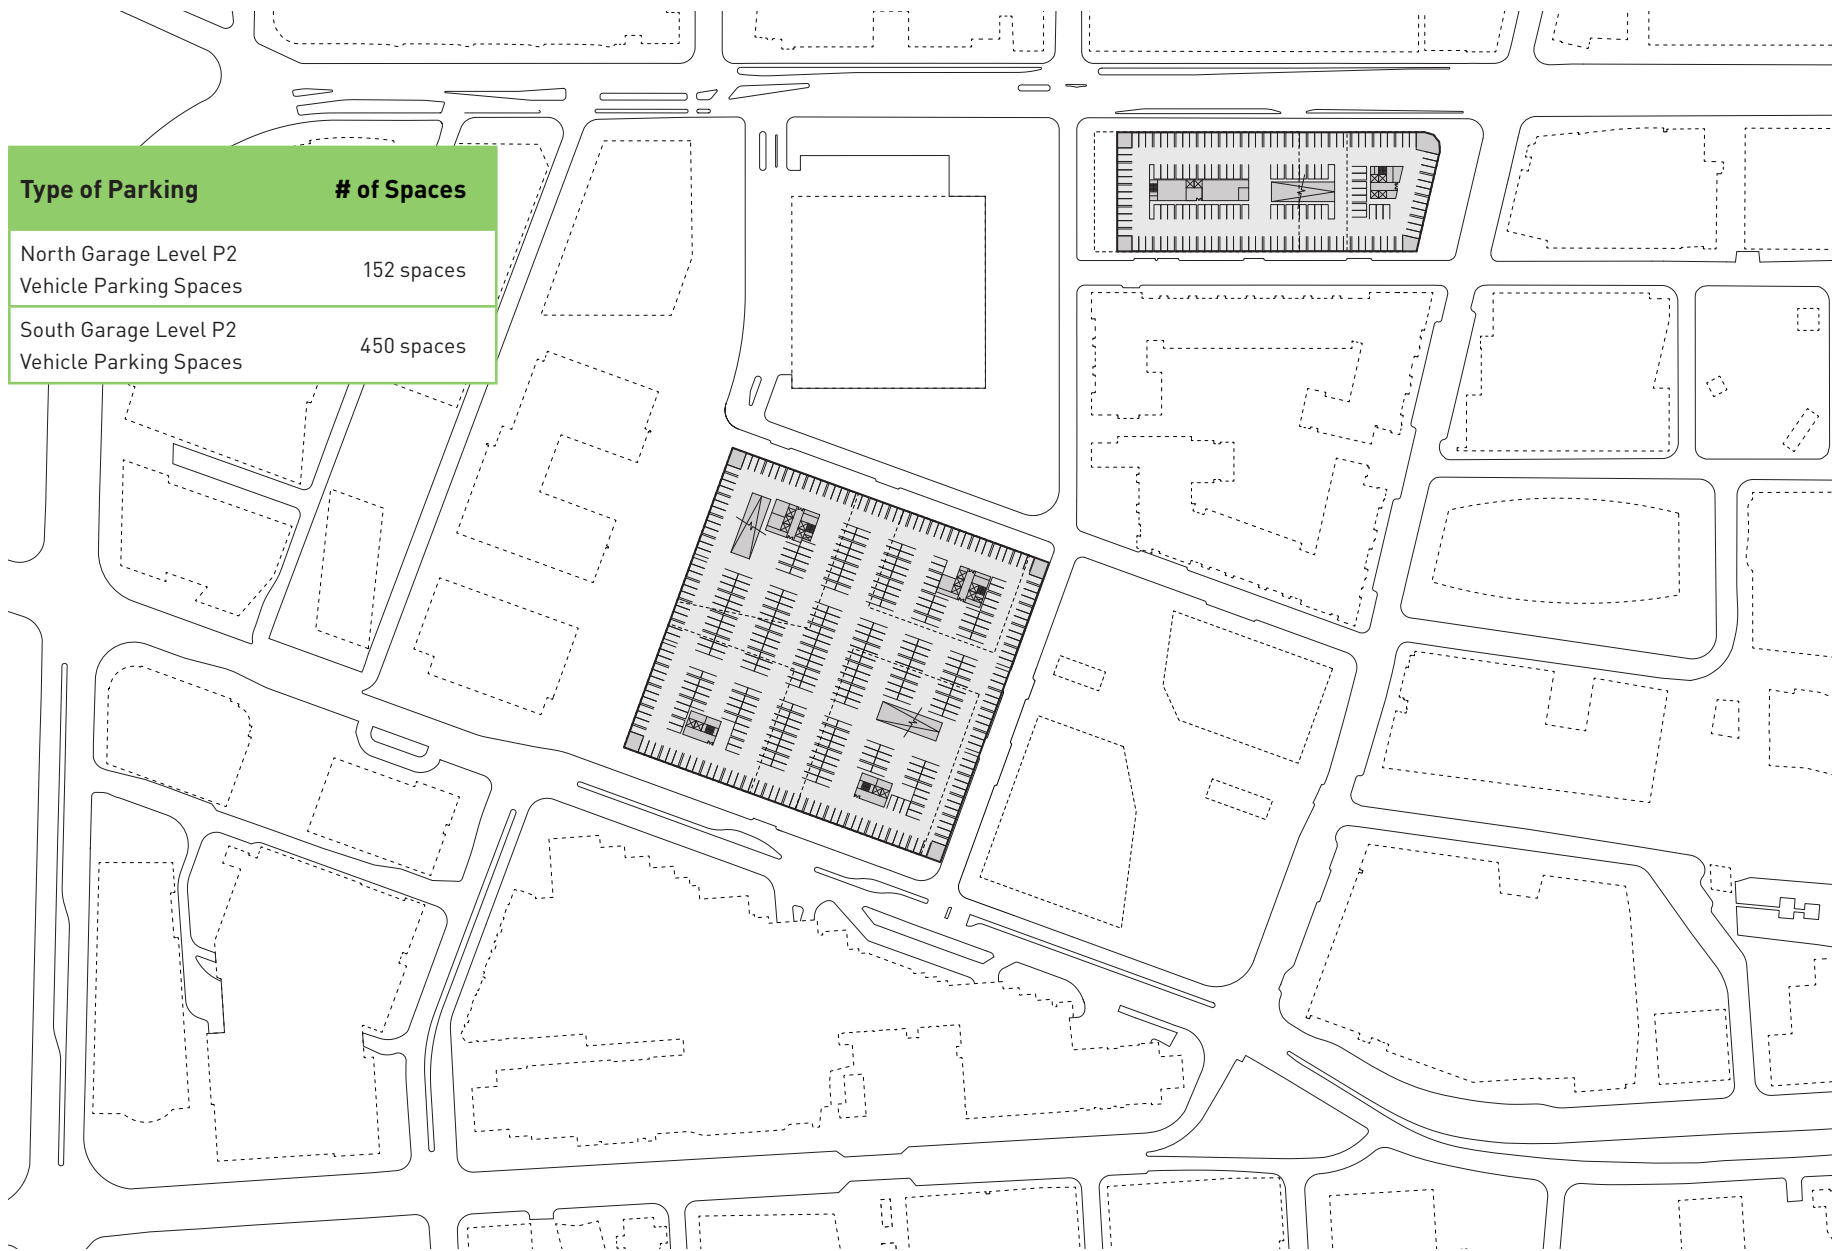 Type of Parking # of Spaces
North Garage Level P2
Vehicle Parking Spaces
152 spaces
South Garage Level P2
Vehicle Parking Spaces
450 spaces